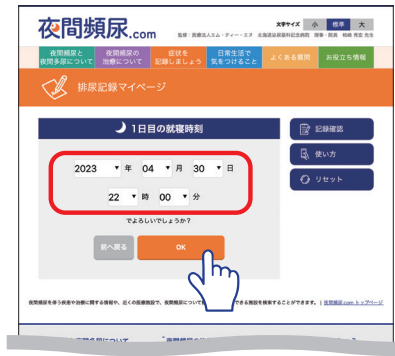 夜間頻尿.com
文字サイズ 小 標準 大
監修：医療法人エム・ティー・エヌ 北海道泌尿器科記念病院 理事・院長 柏崎 秀宣 先生
夜間頻尿と
夜間多尿について
夜間頻尿の
治療について
症状を
記録しましょう
日常生活で
気をつけること
よくある質問
お役立ち情報
排尿記録マイページ
1日目の就寝時刻
2023 ▼ 年 04 ▼ 月 30 ▼ 日
22 ▼ 時 00 ▼ 分
でよろしいでしょうか？
前へ戻る
OK
記録確認
使い方
リセット
夜間頻尿を伴う疾患や治療に関する情報や、近くの医療施設で、夜間頻尿について
できる施設を検索することができます。 | 夜間頻尿.com トップページ